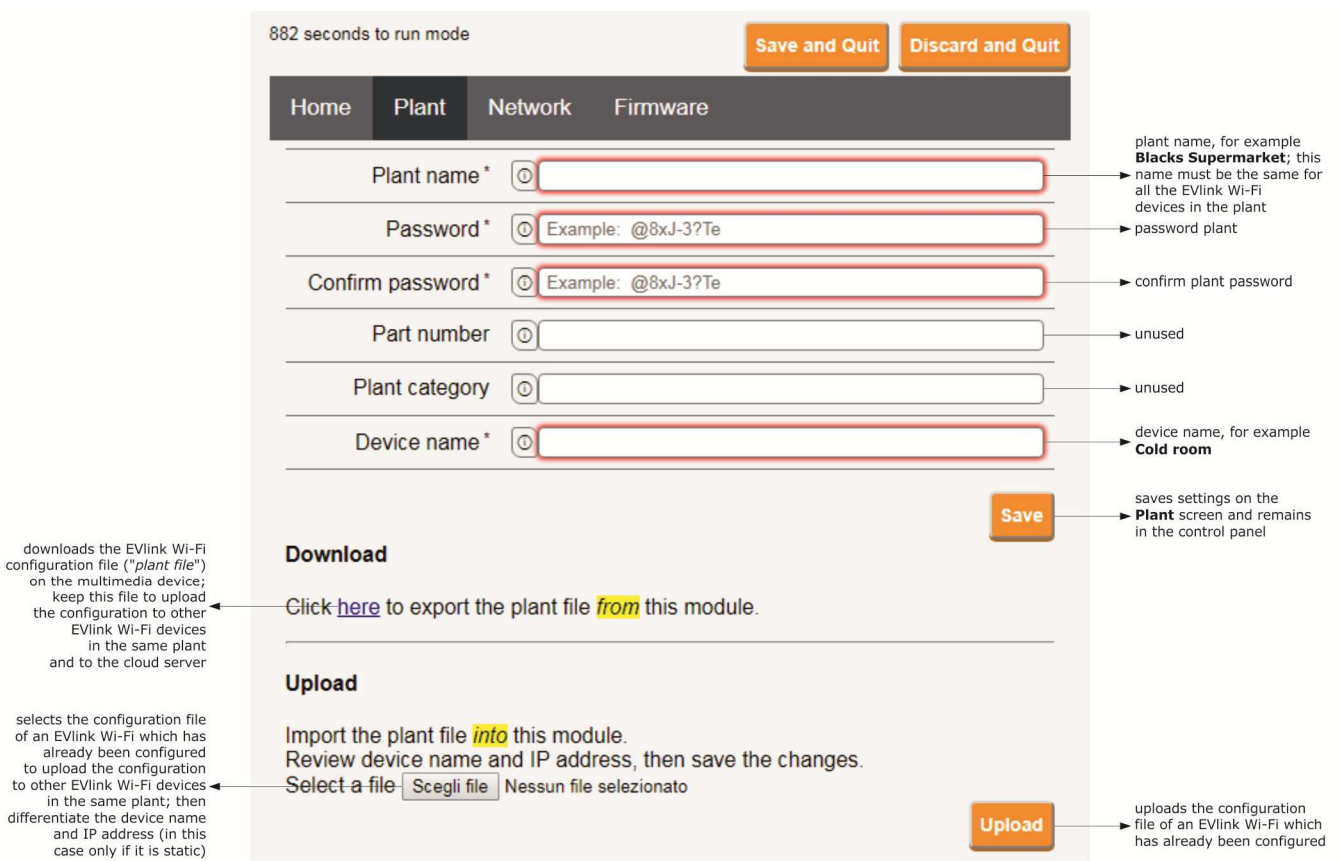 882 seconds to run mode
Save and Quit
Discard and Quit
Home Plant Network Firmware
Plant name *
plant name, for example
Blacks Supermarket; this
name must be the same for
all the EVlink Wi-Fi
devices in the plant
Password *
Example: @8xJ-3?Te
password plant
Confirm password *
Example: @8xJ-3?Te
confirm plant password
Part number
unused
Plant category
unused
Device name *
device name, for example
Cold room
Save
saves settings on the
Plant screen and remains
in the control panel
Download
Click here to export the plant file from this module.
downloads the EVlink Wi-Fi
configuration file ("plant file")
on the multimedia device;
keep this file to upload
the configuration to other
EVlink Wi-Fi devices
in the same plant
and to the cloud server
Upload
Import the plant file into this module.
Review device name and IP address, then save the changes.
Select a file Scegli file Nessun file selezionato
selects the configuration file
of an EVlink Wi-Fi which has
already been configured
to upload the configuration
to other EVlink Wi-Fi devices
in the same plant; then
differentiate the device name
and IP address (in this
case only if it is static)
Upload
uploads the configuration
file of an EVlink Wi-Fi which
has already been configured